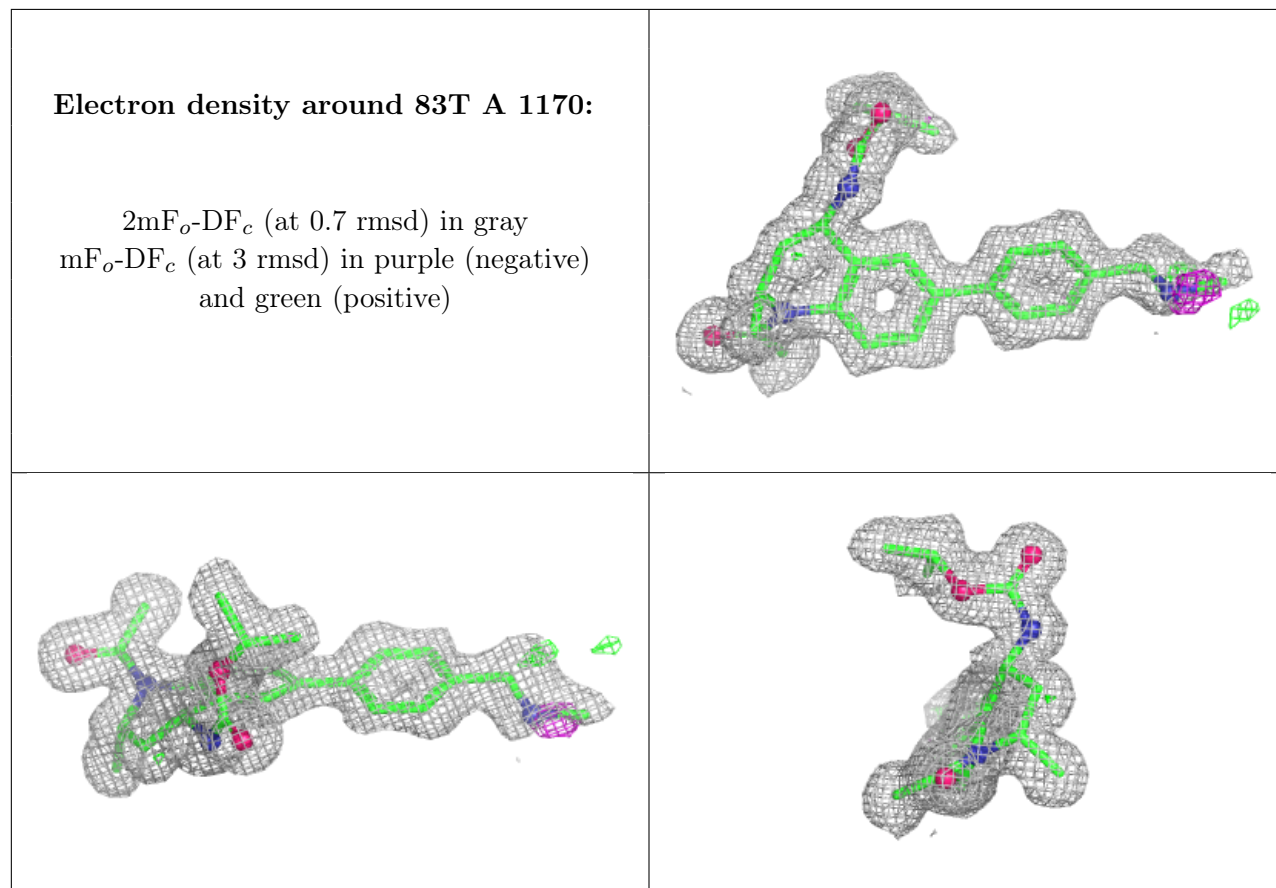 Electron density around 83T A 1170:
2mFo-DFc (at 0.7 rmsd) in gray
mFo-DFc (at 3 rmsd) in purple (negative)
and green (positive)